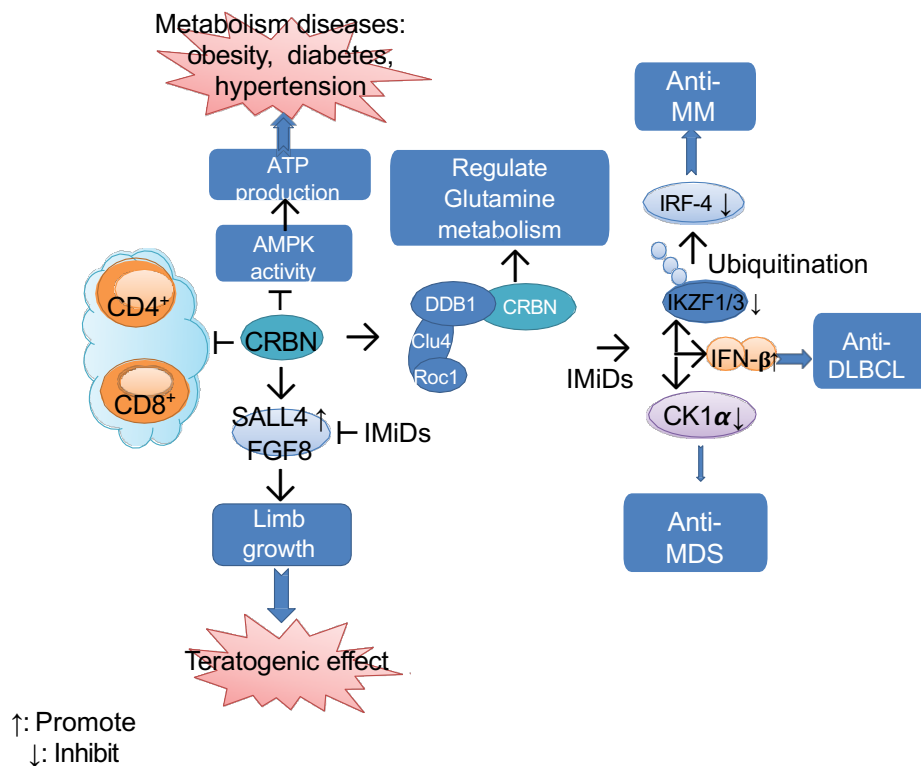 Metabolism diseases:
obesity, diabetes,
hypertension
ATP
production
AMPK
activity
CD4⁺
CD8⁺
CRBN
SALL4 ↑
FGF8
IMiDs
Limb
growth
Teratogenic effect
Regulate
Glutamine
metabolism
DDB1
CRBN
Clu4
Roc1
IMiDs
Anti-
MM
IRF-4 ↓
Ubiquitination
IKZF1/3 ↓
IFN-β↑
Anti-
DLBCL
CK1α↓
Anti-
MDS
↑: Promote
↓: Inhibit